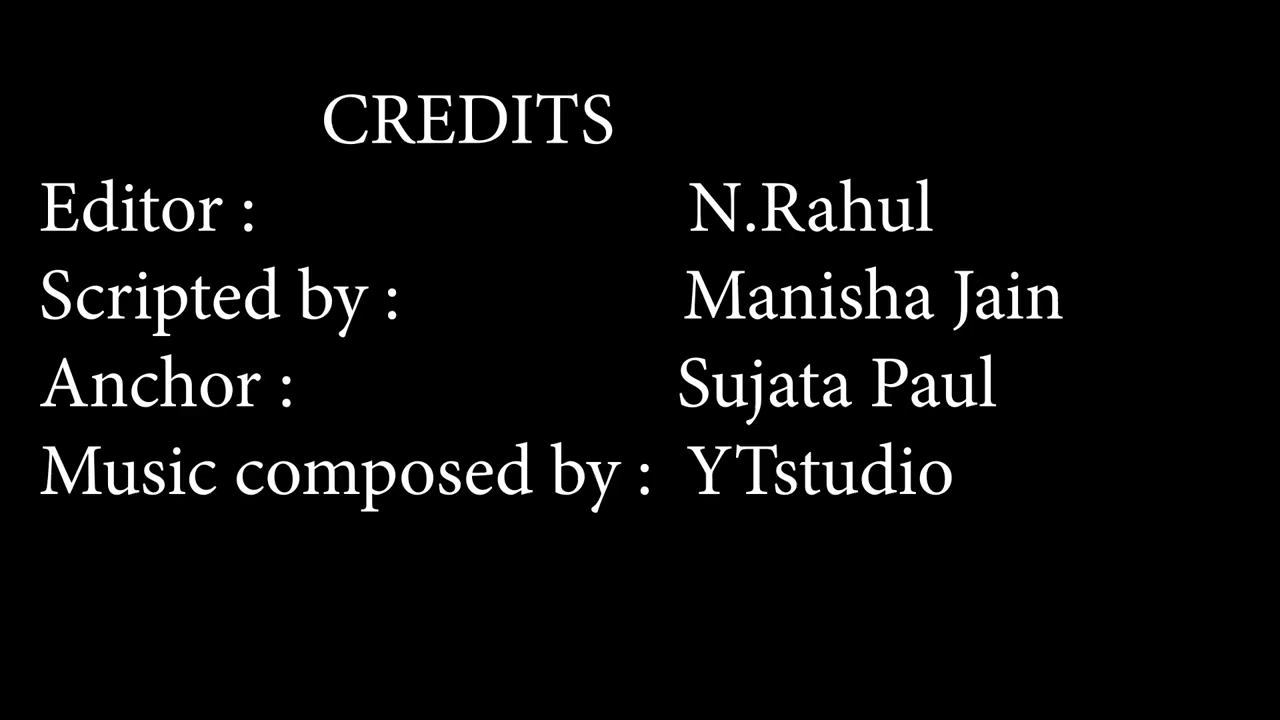 CREDITS
Editor : N.Rahul
Scripted by : Manisha Jain
Anchor : Sujata Paul
Music composed by : YTstudio